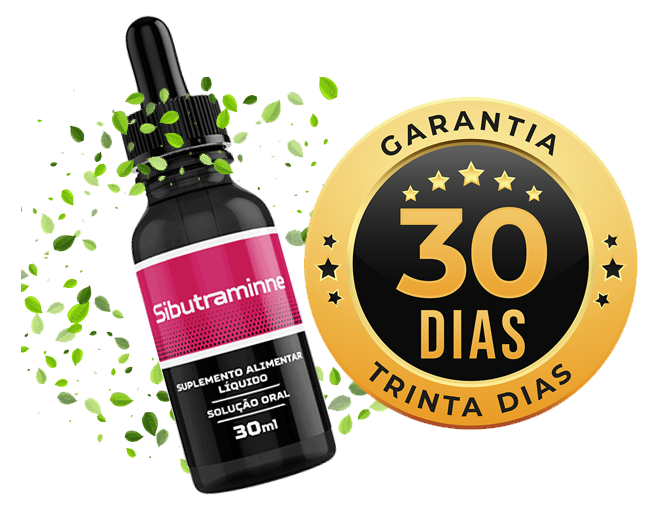 Sibutraminne
SUPLEMENTO ALIMENTAR
LÍQUIDO
SOLUÇÃO ORAL
30ml
GARANTIA
30
DIAS
TRINTA DIAS